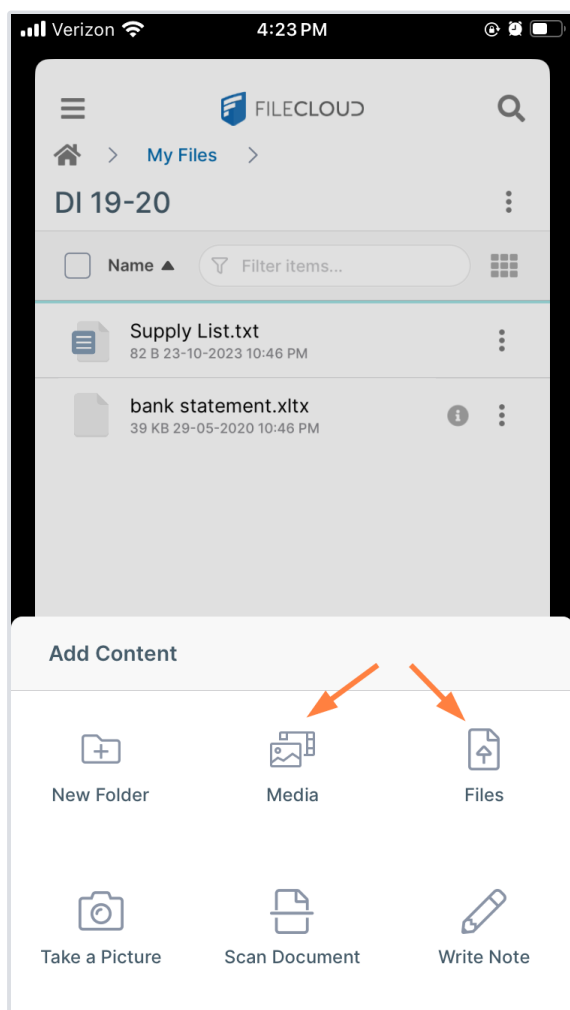 Verizon 4:23 PM
FILECLOUD
My Files
DI 19-20
Name Filter items...
Supply List.txt
82 B 23-10-2023 10:46 PM
bank statement.xltx
39 KB 29-05-2020 10:46 PM
Add Content
New Folder Media Files
Take a Picture Scan Document Write Note